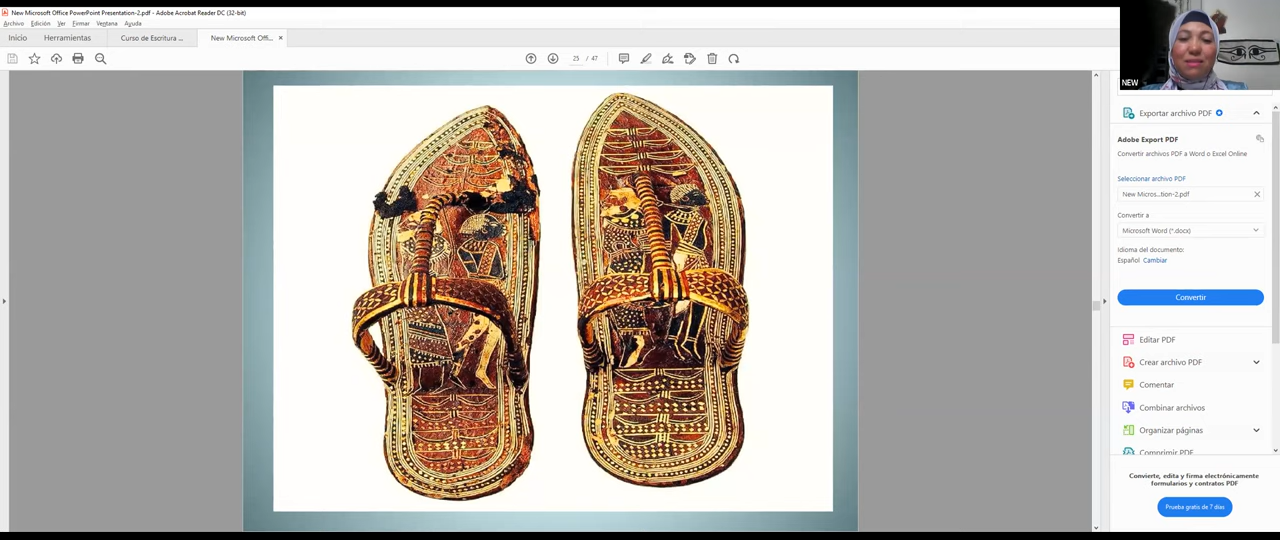 New Microsoft Office PowerPoint Presentation-2.pdf - Adobe Acrobat Reader DC (32-bit)
Archivo Edición Ver Firmar Ventana Ayuda
Inicio Herramientas Curso de Escritura ... New Microsoft Offi... ×
25 / 47
NEW
Exportar archivo PDF
Adobe Export PDF
Convertir archivos PDF a Word o Excel Online
Seleccionar archivo PDF
New Micros...tion-2.pdf
Convertir a
Microsoft Word (*.docx)
Idioma del documento:
Español Cambiar
Convertir
Editar PDF
Crear archivo PDF
Comentar
Combinar archivos
Organizar páginas
Comprimir PDF
Convierte, edita y firma electrónicamente
formularios y contratos PDF
Prueba gratis de 7 días